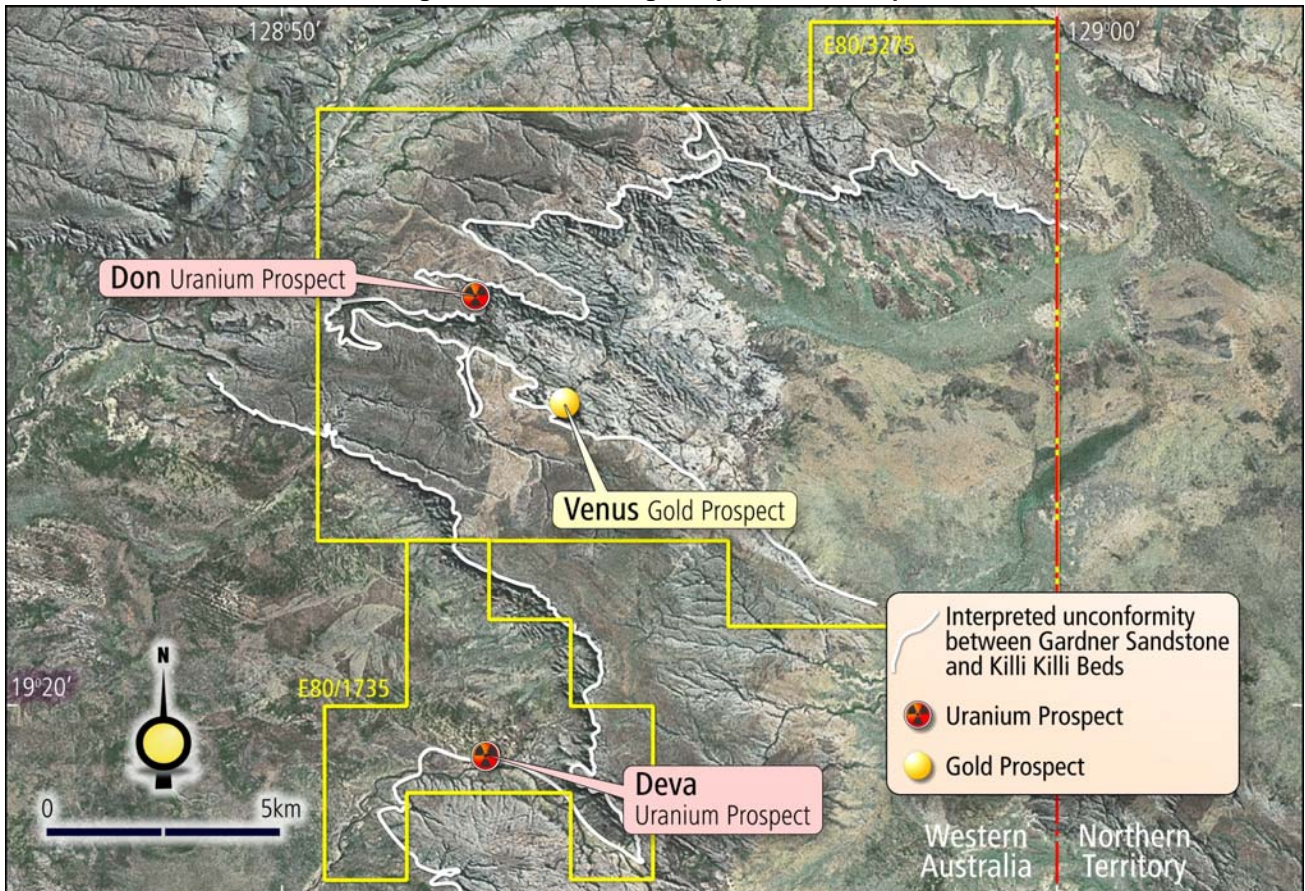 128°50'
E80/3275
129°00'
Don Uranium Prospect
Venus Gold Prospect
Interpreted unconformity
between Gardner Sandstone
and Killi Killi Beds
Uranium Prospect
Gold Prospect
N
19°20'
E80/1735
0 5km
Deva
Uranium Prospect
Western
Australia
Northern
Territory